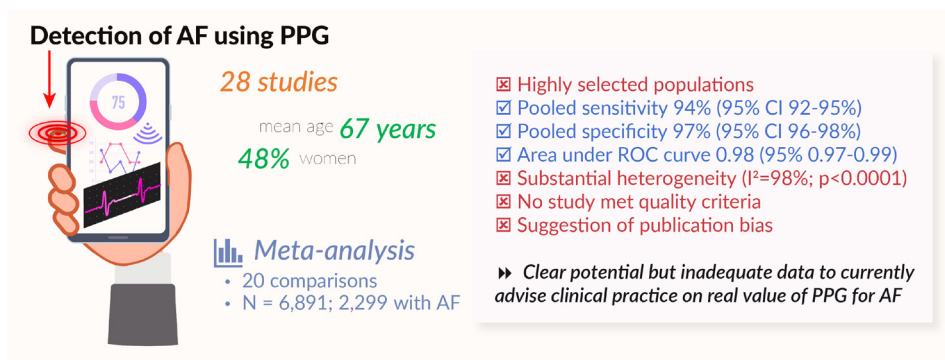 Detection of AF using PPG
75
28 studies
mean age 67 years
48% women
Meta-analysis
• 20 comparisons
• N = 6,891; 2,299 with AF
☒ Highly selected populations
☑ Pooled sensitivity 94% (95% CI 92-95%)
☑ Pooled specificity 97% (95% CI 96-98%)
☑ Area under ROC curve 0.98 (95% 0.97-0.99)
☒ Substantial heterogeneity (I²=98%; p<0.0001)
☒ No study met quality criteria
☒ Suggestion of publication bias
Clear potential but inadequate data to currently
advise clinical practice on real value of PPG for AF